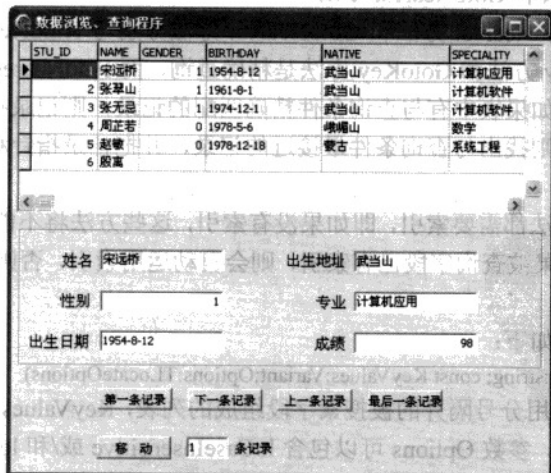 数据浏览、查询程序
STU_ID NAME GENDER BIRTHDAY NATIVE SPECIALITY
1 宋远桥 1 1954-8-12 武当山 计算机应用
2 张翠山 1 1961-8-1 武当山 计算机软件
3 张无忌 1 1974-12-1 武当山 计算机软件
4 周芷若 0 1978-5-6 峨嵋山 数学
5 赵敏 0 1978-12-18 蒙古 系统工程
6 殷离
姓名 宋远桥 出生地址 武当山
性别 1 专业 计算机应用
出生日期 1954-8-12 成绩 98
第一条记录 下一条记录 上一条记录 最后一条记录
移 动 1 条记录